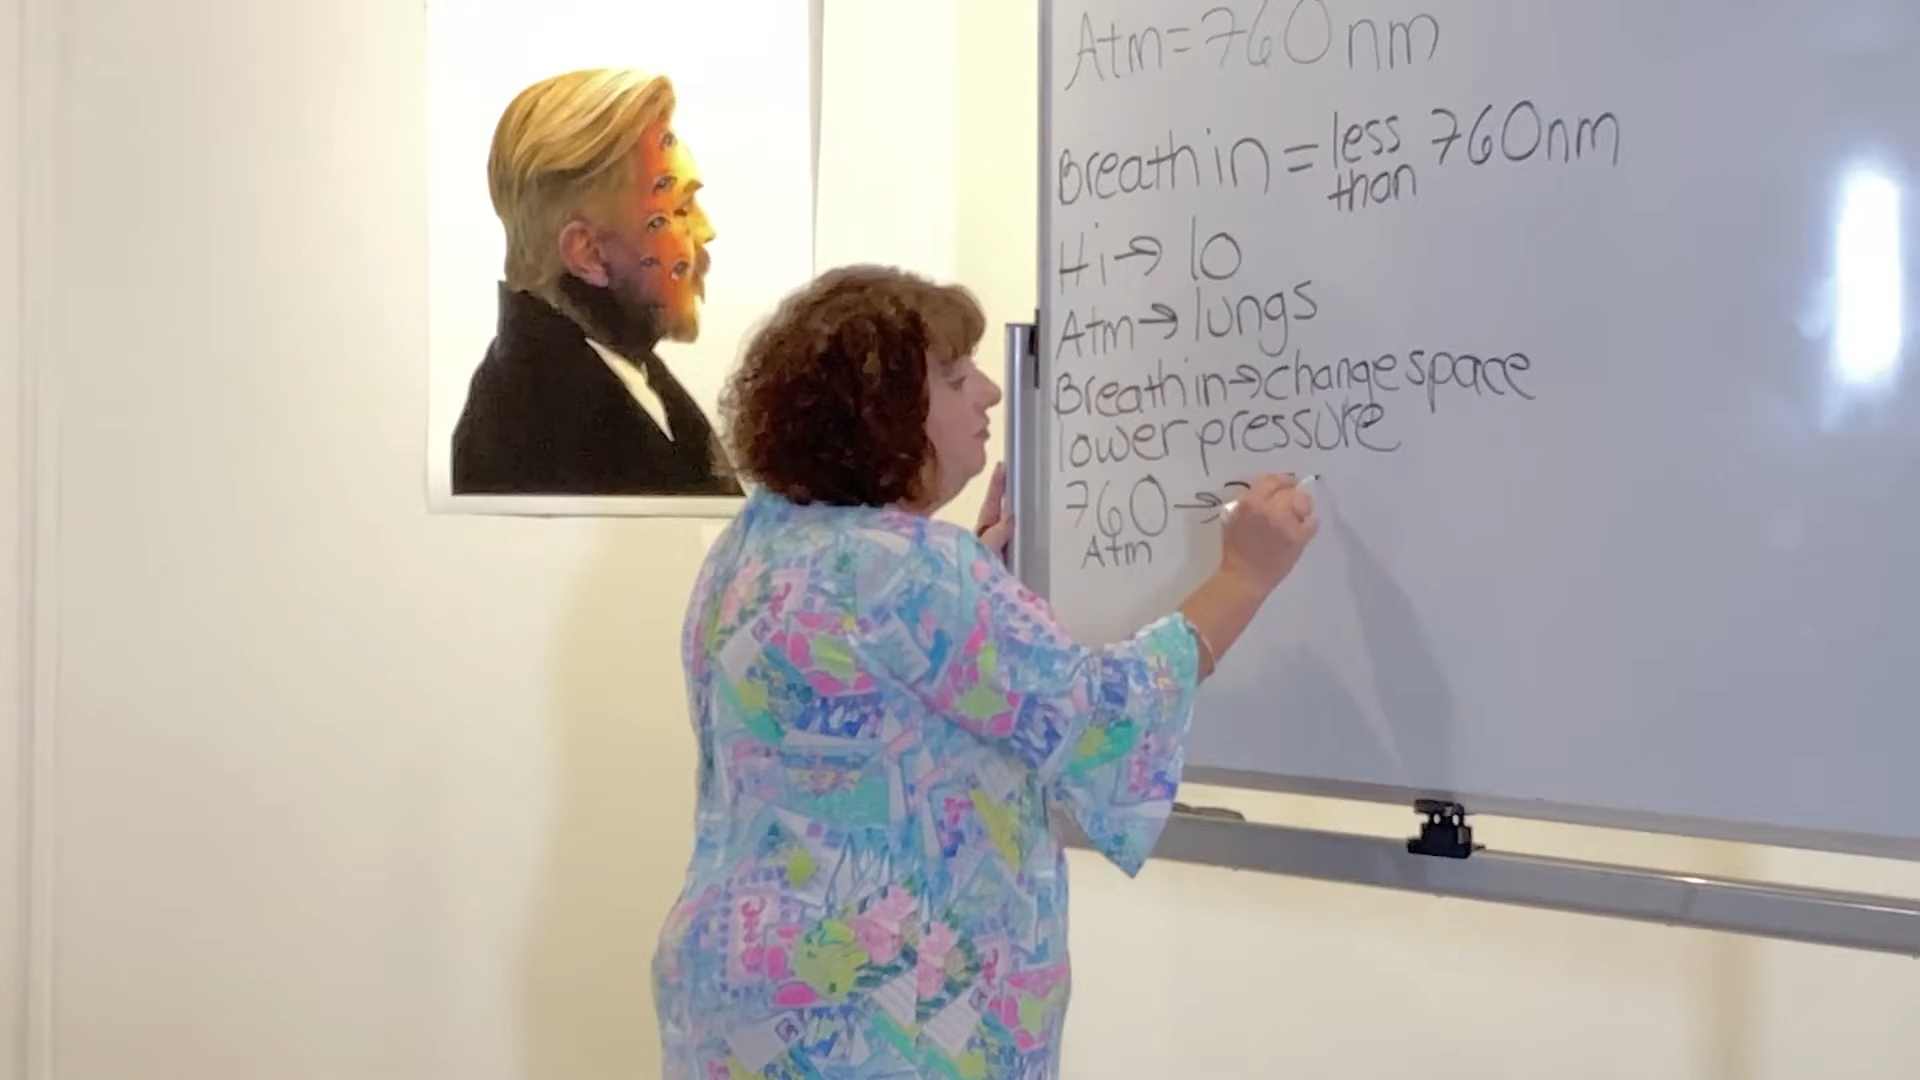 Atm=760nm
Breath in = less than 760nm
Hi→lo
Atm→lungs
Breath in→change space
lower pressure
760→
Atm